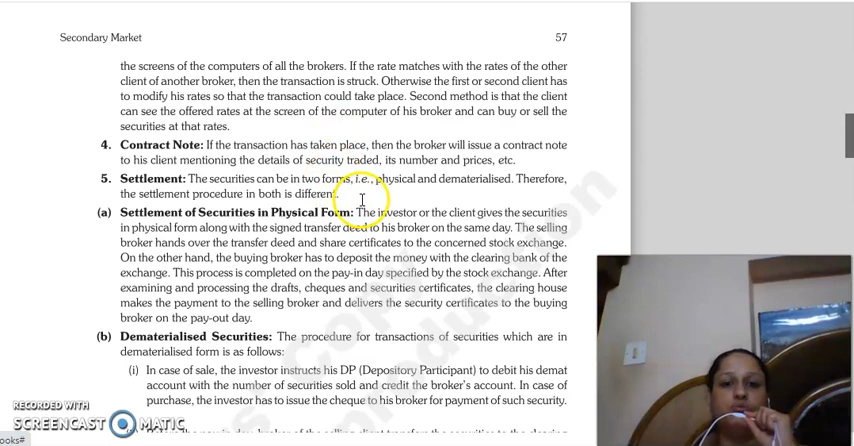 Secondary Market 57
the screens of the computers of all the brokers. If the rate matches with the rates of the other
client of another broker, then the transaction is struck. Otherwise the first or second client has
to modify his rates so that the transaction could take place. Second method is that the client
can see the offered rates at the screen of the computer of his broker and can buy or sell the
securities at that rates.
4. Contract Note: If the transaction has taken place, then the broker will issue a contract note
to his client mentioning the details of security traded, its number and prices, etc.
5. Settlement: The securities can be in two forms, i.e., physical and dematerialised. Therefore,
the settlement procedure in both is different.
(a) Settlement of Securities in Physical Form: The investor or the client gives the securities
in physical form along with the signed transfer deed to his broker on the same day. The selling
broker hands over the transfer deed and share certificates to the concerned stock exchange.
On the other hand, the buying broker has to deposit the money with the clearing bank of the
exchange. This process is completed on the pay-in day specified by the stock exchange. After
examining and processing the drafts, cheques and securities certificates, the clearing house
makes the payment to the selling broker and delivers the security certificates to the buying
broker on the pay-out day.
(b) Dematerialised Securities: The procedure for transactions of securities which are in
dematerialised form is as follows:
(i) In case of sale, the investor instructs his DP (Depository Participant) to debit his demat
account with the number of securities sold and credit the broker's account. In case of
purchase, the investor has to issue the cheque to his broker for payment of such security.
RECORDED WITH
SCREENCAST MATIC
ooks#